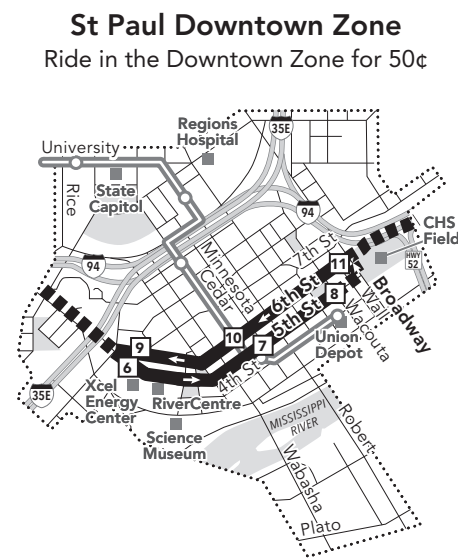 St Paul Downtown Zone
Ride in the Downtown Zone for 50¢
35E
Regions
Hospital
University
State
Capitol
Rice
94
CHS
Field
HWY
52
7th St
Minnesota
Cedar
94
11
6th St
5th St
8
Wall
Broadway
Wacouta
10
7
Union
Depot
9
6
4th St
35E
Xcel
Energy
Center
RiverCentre
Science
Museum
MISSISSIPPI
RIVER
Robert
Wabasha
Plato